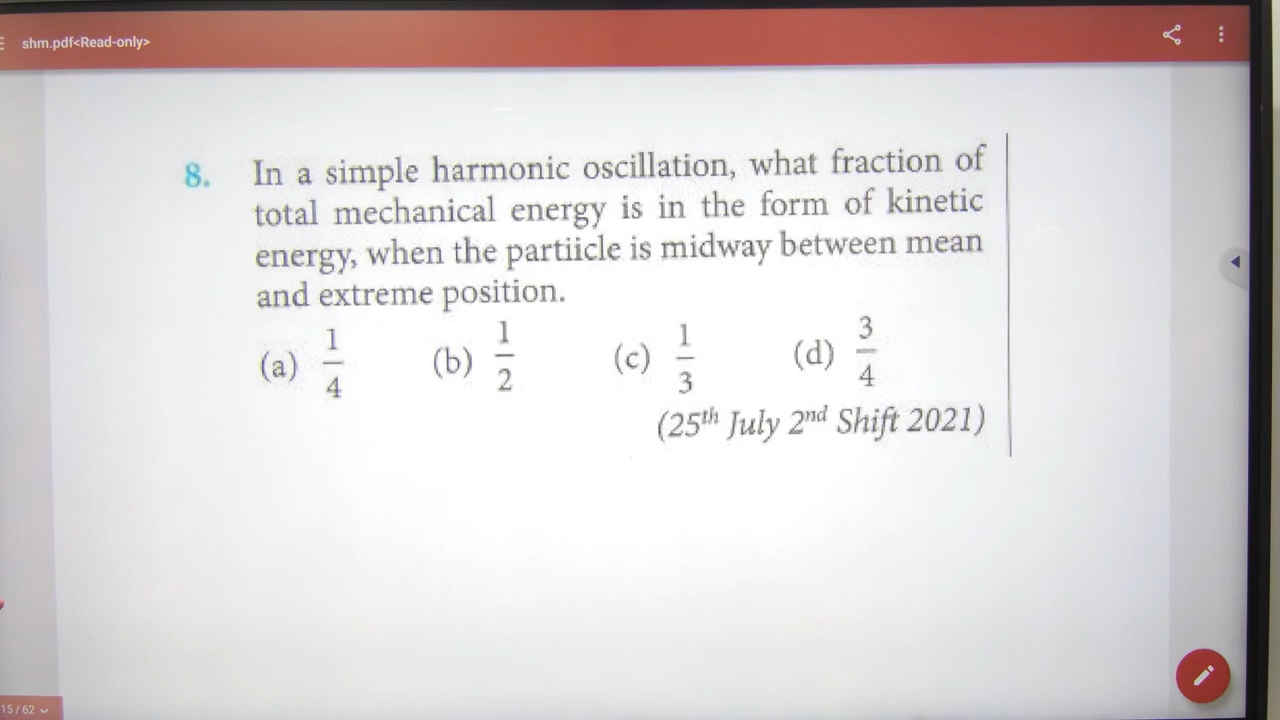 shm.pdf<Read-only>
8. In a simple harmonic oscillation, what fraction of
total mechanical energy is in the form of kinetic
energy, when the partiicle is midway between mean
and extreme position.
(a) 1/4 (b) 1/2 (c) 1/3 (d) 3/4
(25th July 2nd Shift 2021)
15 / 62